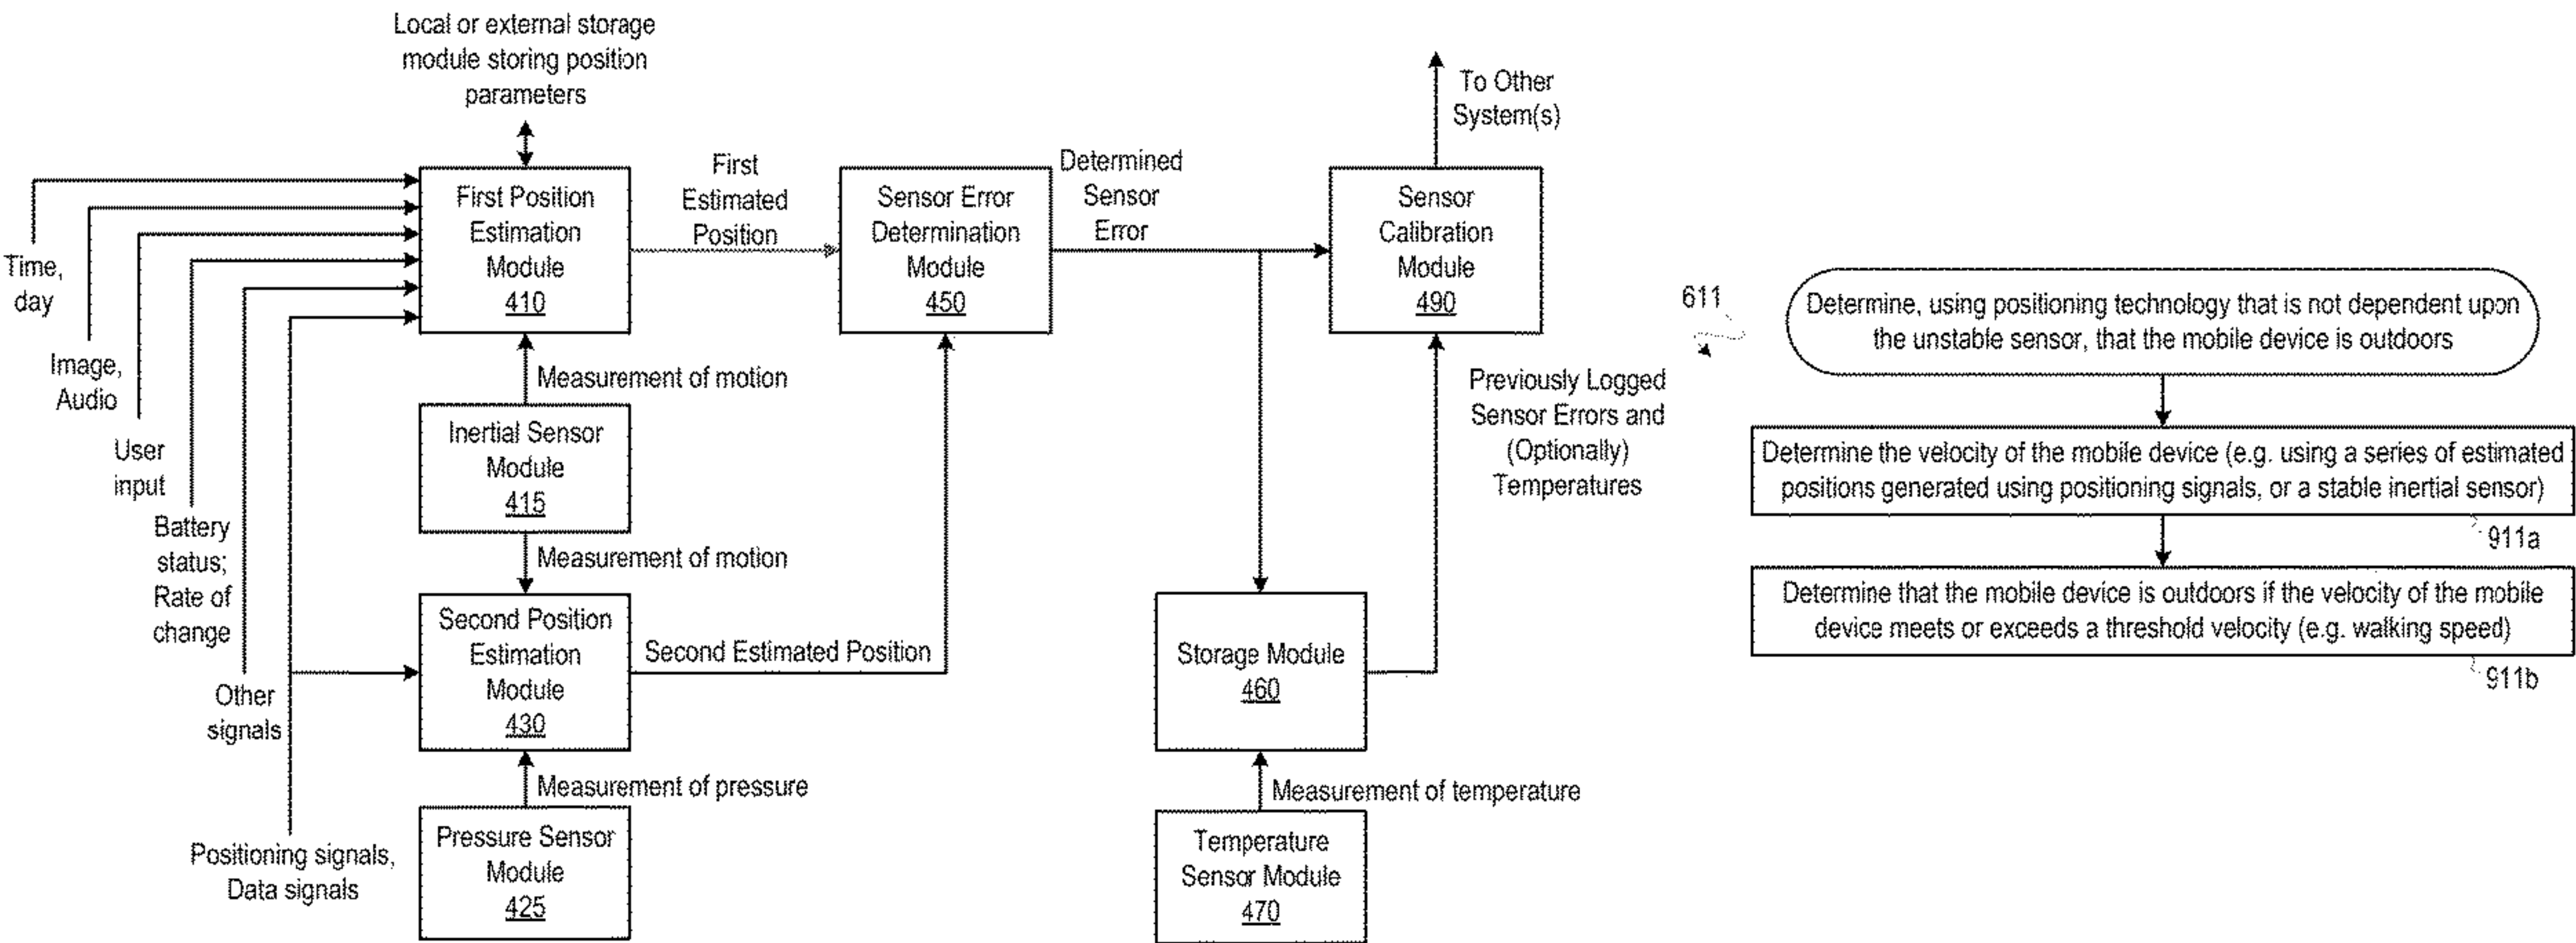 Local or external storage
module storing position
parameters
To Other
System(s)
First
Estimated
Position
Determined
Sensor
Error
First Position
Estimation
Module
410
Sensor Error
Determination
Module
450
Sensor
Calibration
Module
490
Time,
day
Image,
Audio
User
input
Battery
status;
Rate of
change
Other
signals
Positioning signals,
Data signals
Measurement of motion
Inertial Sensor
Module
415
Measurement of motion
Second Position
Estimation
Module
430
Second Estimated Position
Measurement of pressure
Pressure Sensor
Module
425
Previously Logged
Sensor Errors and
(Optionally)
Temperatures
Storage Module
460
Measurement of temperature
Temperature
Sensor Module
470
611
Determine, using positioning technology that is not dependent upon
the unstable sensor, that the mobile device is outdoors
Determine the velocity of the mobile device (e.g. using a series of estimated
positions generated using positioning signals, or a stable inertial sensor)
911a
Determine that the mobile device is outdoors if the velocity of the mobile
device meets or exceeds a threshold velocity (e.g. walking speed)
911b